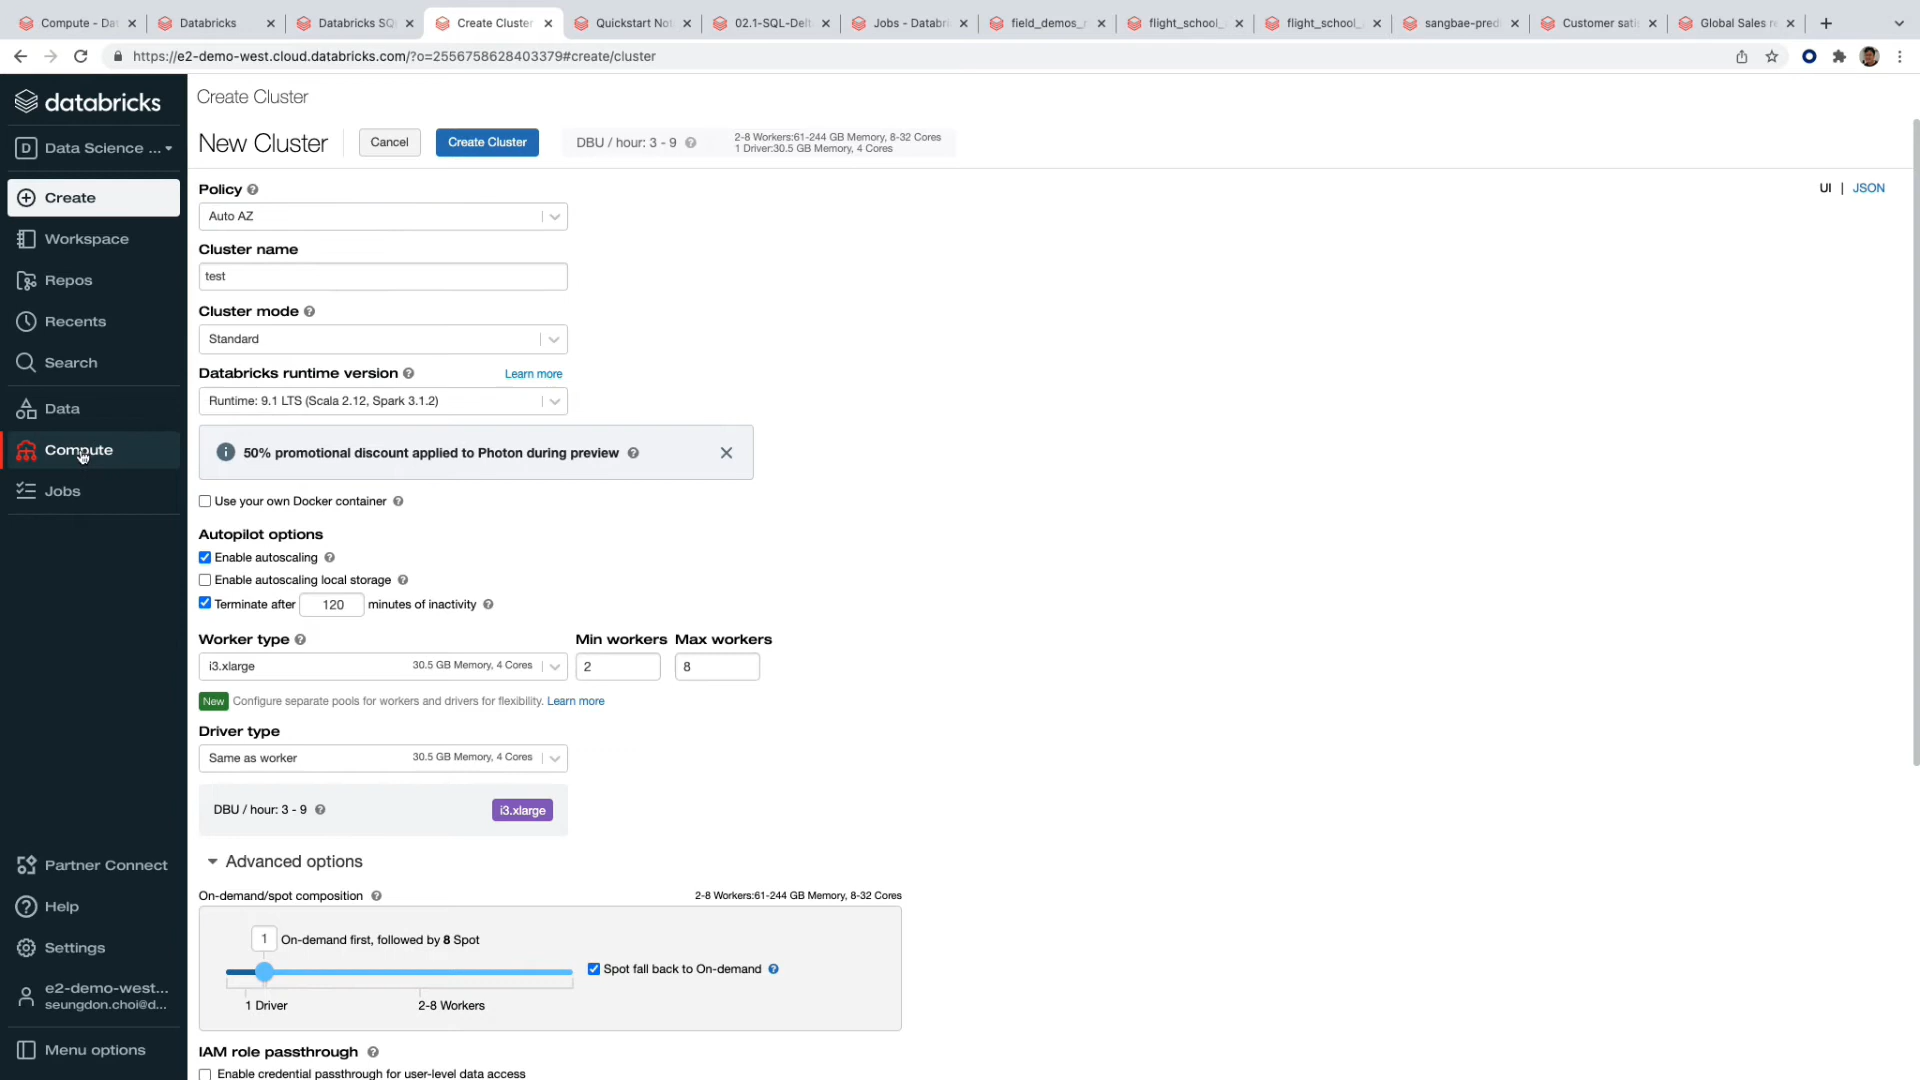 Compute - Dat
Databricks
Databricks SQ
Create Cluster
Quickstart Not
02.1-SQL-Delt
Jobs - Databri
field_demos_r
flight_school_
flight_school_
sangbae-pred
Customer sati
Global Sales re
https://e2-demo-west.cloud.databricks.com/?o=2556758628403379#create/cluster
databricks
D Data Science ...
Create
Workspace
Repos
Recents
Search
Data
Compute
Jobs
Partner Connect
Help
Settings
e2-demo-west...
seungdon.choi@d...
Menu options
Create Cluster
New Cluster
Cancel
Create Cluster
DBU / hour: 3 - 9
2-8 Workers:61-244 GB Memory, 8-32 Cores
1 Driver:30.5 GB Memory, 4 Cores
UI | JSON
Policy
Auto AZ
Cluster name
test
Cluster mode
Standard
Databricks runtime version
Learn more
Runtime: 9.1 LTS (Scala 2.12, Spark 3.1.2)
50% promotional discount applied to Photon during preview
Use your own Docker container
Autopilot options
Enable autoscaling
Enable autoscaling local storage
Terminate after 120 minutes of inactivity
Worker type Min workers Max workers
i3.xlarge 30.5 GB Memory, 4 Cores 2 8
New Configure separate pools for workers and drivers for flexibility. Learn more
Driver type
Same as worker 30.5 GB Memory, 4 Cores
DBU / hour: 3 - 9 i3.xlarge
Advanced options
On-demand/spot composition 2-8 Workers:61-244 GB Memory, 8-32 Cores
1 On-demand first, followed by 8 Spot
Spot fall back to On-demand
1 Driver 2-8 Workers
IAM role passthrough
Enable credential passthrough for user-level data access